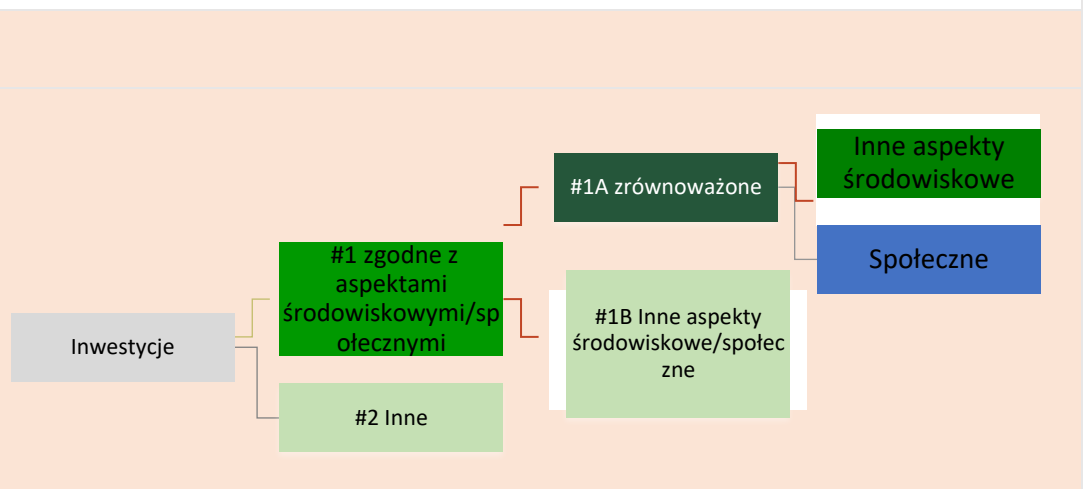 Inwestycje
#1 zgodne z
aspektami
środowiskowymi/sp
ołecznymi
#2 Inne
#1A zrównoważone
#1B Inne aspekty
środowiskowe/społec
zne
Inne aspekty
środowiskowe
Społeczne